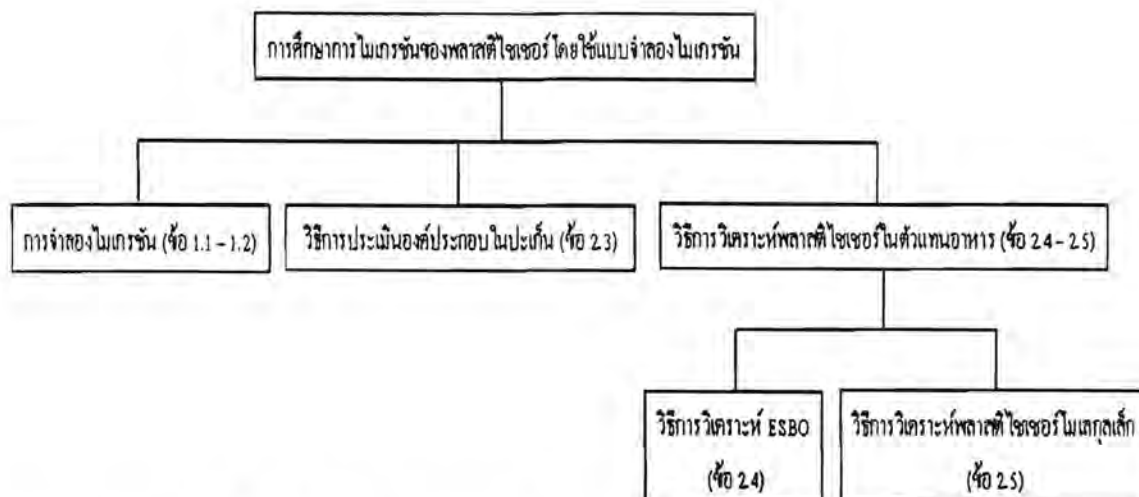 การศึกษาการไมเกรชันของพลาสติไซเซอร์โดยใช้แบบจำลองไมเกรชัน
การจำลองไมเกรชัน (ข้อ 1.1 – 1.2)
วิธีการประเมินองค์ประกอบในปะเก็น (ข้อ 2.3)
วิธีการวิเคราะห์พลาสติไซเซอร์ในตัวแทนอาหาร (ข้อ 2.4 – 2.5)
วิธีการวิเคราะห์ ESBO
(ข้อ 2.4)
วิธีการวิเคราะห์พลาสติไซเซอร์โมเลกุลเล็ก
(ข้อ 2.5)